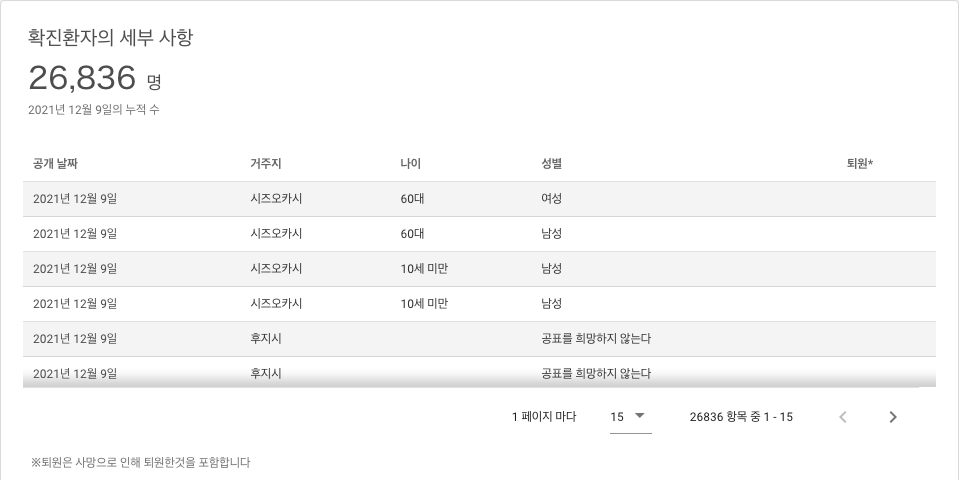 확진환자의 세부 사항
26,836 명
2021년 12월 9일의 누적 수
공개 날짜 거주지 나이 성별 퇴원*
2021년 12월 9일 시즈오카시 60대 여성
2021년 12월 9일 시즈오카시 60대 남성
2021년 12월 9일 시즈오카시 10세 미만 남성
2021년 12월 9일 시즈오카시 10세 미만 남성
2021년 12월 9일 후지시 공표를 희망하지 않는다
2021년 12월 9일 후지시 공표를 희망하지 않는다
1 페이지 마다 15 26836 항목 중 1 - 15
※퇴원은 사망으로 인해 퇴원한것을 포함합니다